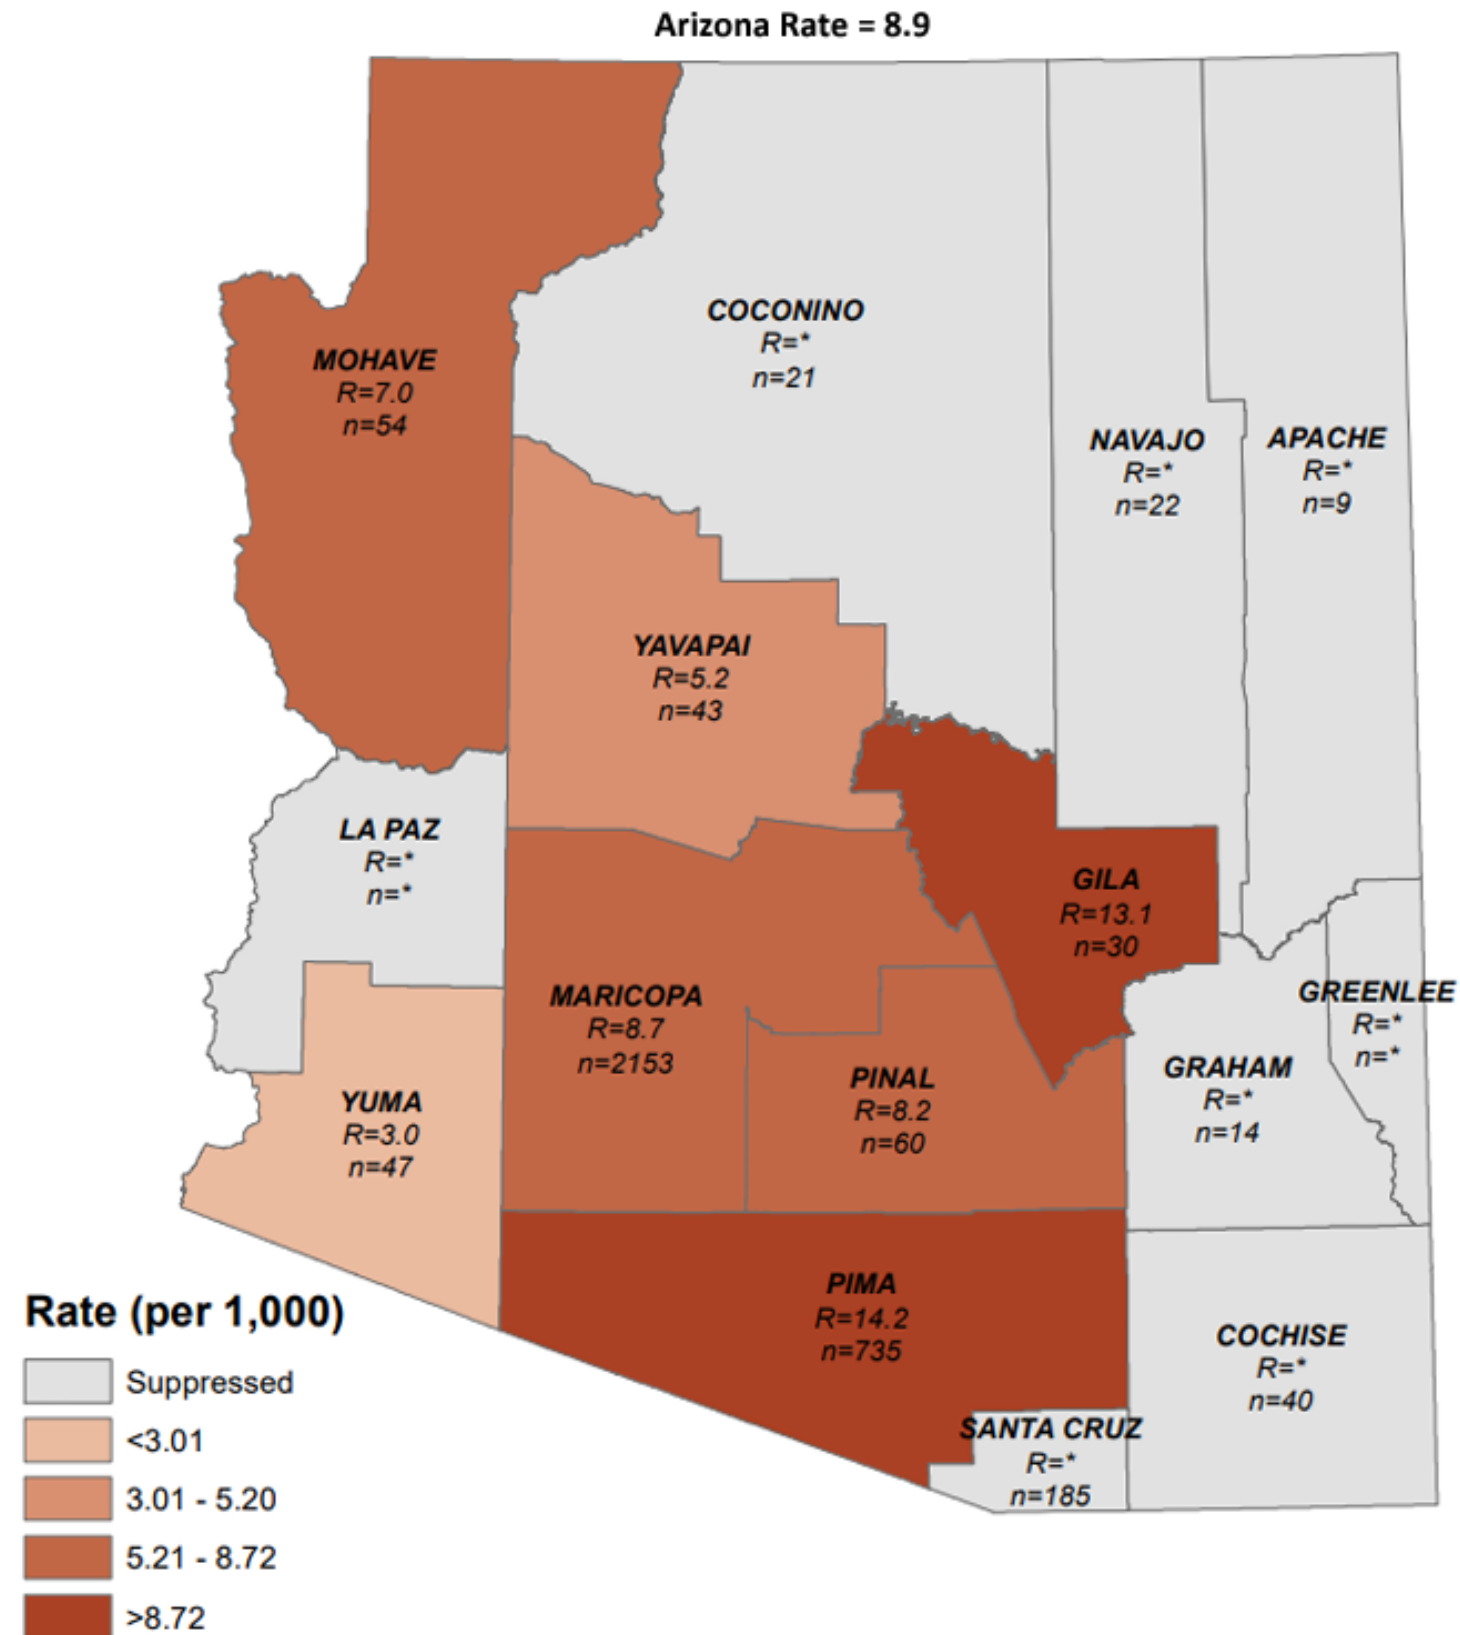 Arizona Rate = 8.9
COCONINO
R=*
n=21
MOHAVE
R=7.0
n=54
NAVAJO
R=*
n=22
APACHE
R=*
n=9
YAVAPAI
R=5.2
n=43
LA PAZ
R=*
n=*
GILA
R=13.1
n=30
MARICOPA
R=8.7
n=2153
GREENLEE
R=*
n=*
PINAL
R=8.2
n=60
GRAHAM
R=*
n=14
YUMA
R=3.0
n=47
PIMA
R=14.2
n=735
COCHISE
R=*
n=40
SANTA CRUZ
R=*
n=185
Rate (per 1,000)
Suppressed
<3.01
3.01 - 5.20
5.21 - 8.72
>8.72